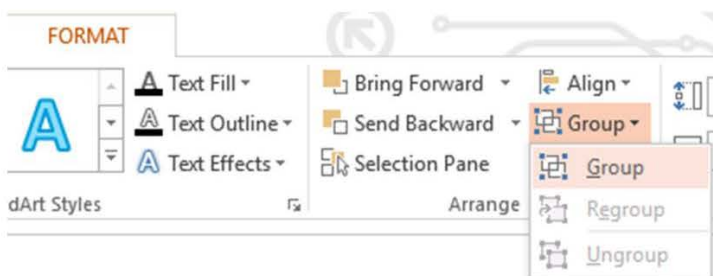 FORMAT
A Text Fill Bring Forward Align
A Text Outline Send Backward Group
A Text Effects Selection Pane Group
dArt Styles Arrange Regroup
Ungroup